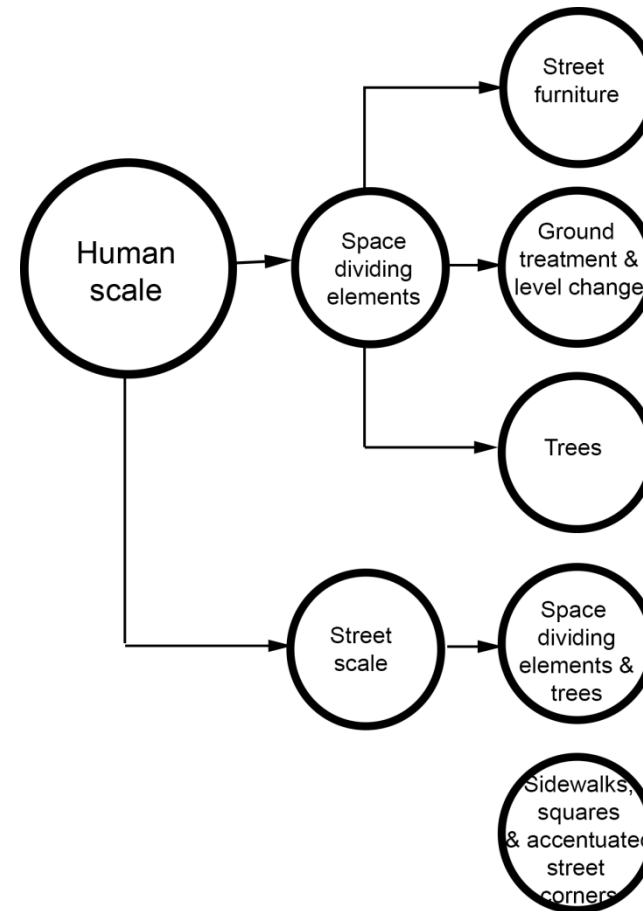 Street
furniture
Human
scale
Space
dividing
elements
Ground
treatment &
level change
Trees
Street
scale
Space
dividing
elements &
trees
Sidewalks,
squares
& accentuated
street
corners